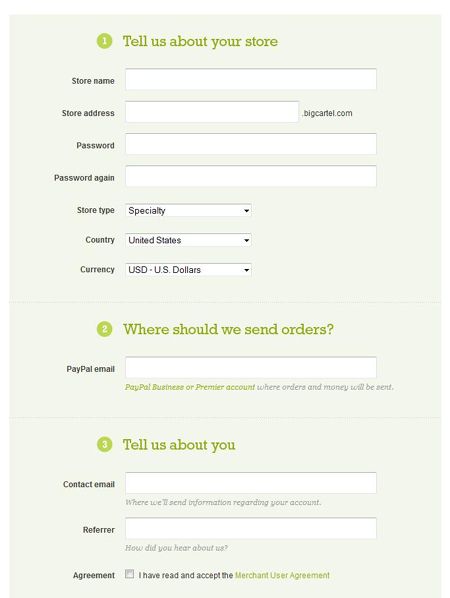 1 Tell us about your store
Store name
Store address .bigcartel.com
Password
Password again
Store type Specialty
Country United States
Currency USD - U.S. Dollars
2 Where should we send orders?
PayPal email
PayPal Business or Premier account where orders and money will be sent.
3 Tell us about you
Contact email
Where we'll send information regarding your account.
Referrer
How did you hear about us?
Agreement I have read and accept the Merchant User Agreement